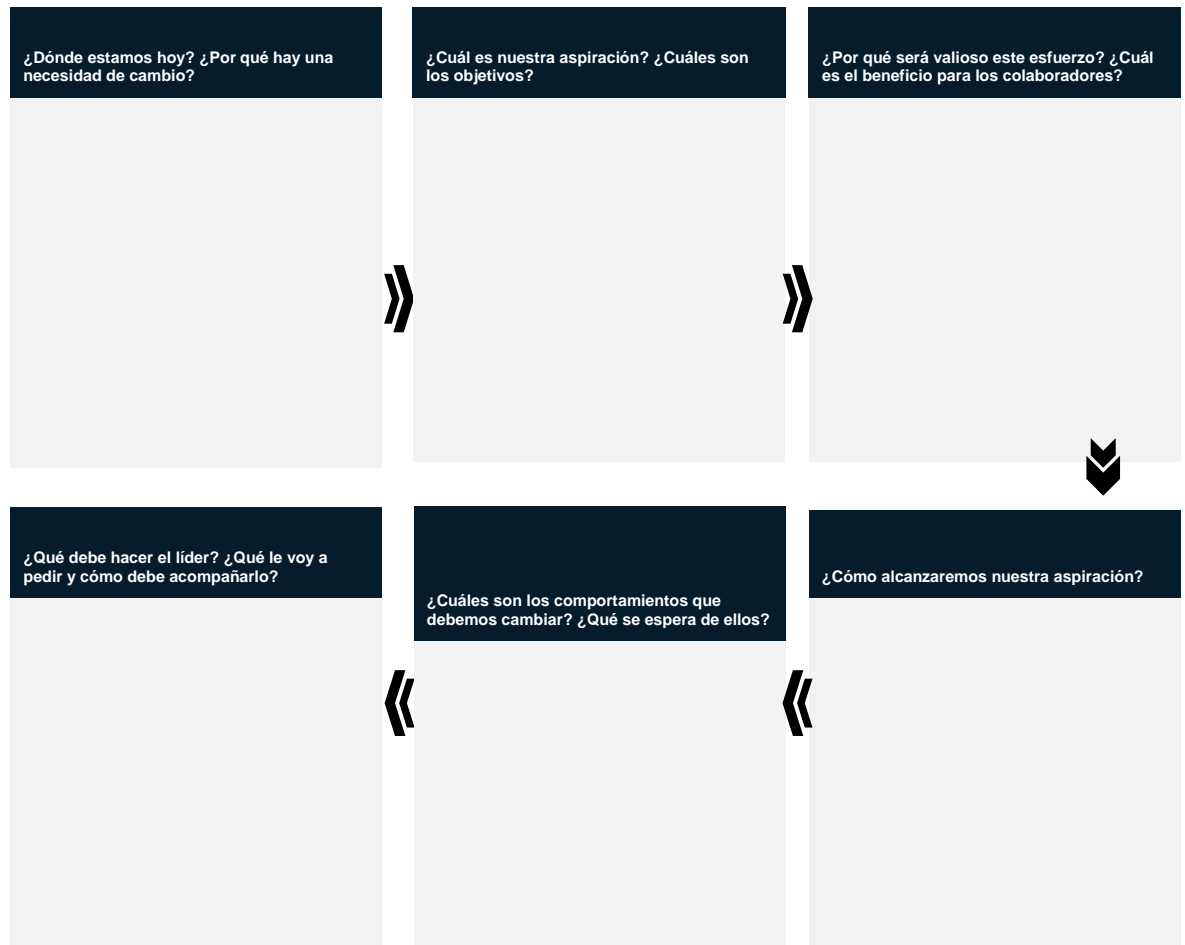 ¿Dónde estamos hoy? ¿Por qué hay una
necesidad de cambio?
¿Cuál es nuestra aspiración? ¿Cuáles son
los objetivos?
¿Por qué será valioso este esfuerzo? ¿Cuál
es el beneficio para los colaboradores?
¿Cómo alcanzaremos nuestra aspiración?
¿Cuáles son los comportamientos que
debemos cambiar? ¿Qué se espera de ellos?
¿Qué debe hacer el líder? ¿Qué le voy a
pedir y cómo debe acompañarlo?